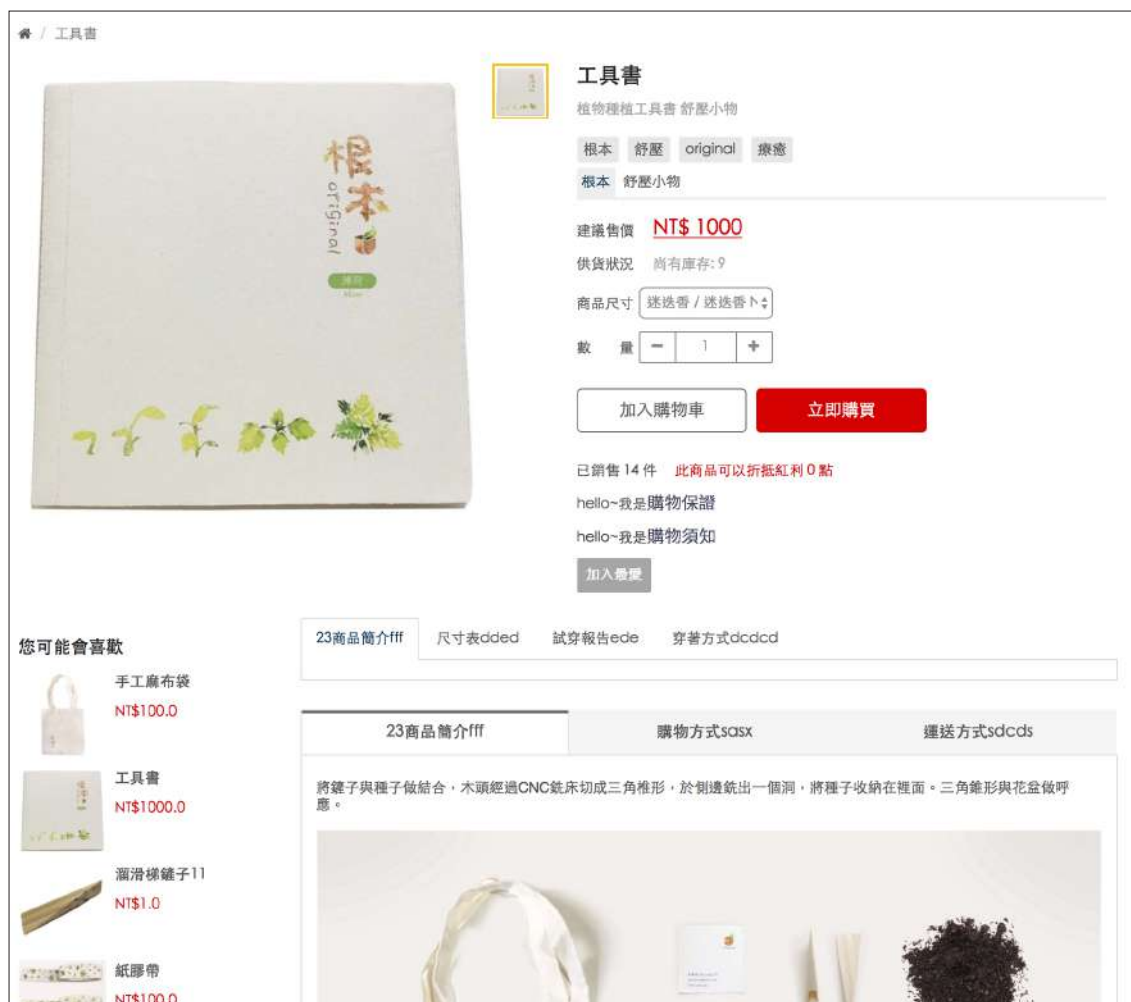 / 工具書
根本
original
工具書
植物種植工具書 舒壓小物
根本 舒壓 original 療癒
根本 舒壓小物
建議售價 NT$ 1000
供貨狀況 尚有庫存: 9
商品尺寸 迷迭香 / 迷迭香
數 量 − 1 +
加入購物車 立即購買
已銷售 14 件 此商品可以折抵紅利 0 點
hello~我是購物保證
hello~我是購物須知
加入最愛
您可能會喜歡
手工麻布袋
NT$100.0
工具書
NT$1000.0
溜滑梯鏟子11
NT$1.0
紙膠帶
NT$100.0
23商品簡介fff 尺寸表dded 試穿報告ede 穿著方式dcdcd
23商品簡介fff 購物方式sasx 運送方式sdcds
將鏟子與種子做結合，木頭經過CNC銑床切成三角椎形，於側邊銑出一個洞，將種子收納在裡面。三角錐形與花盆做呼
應。